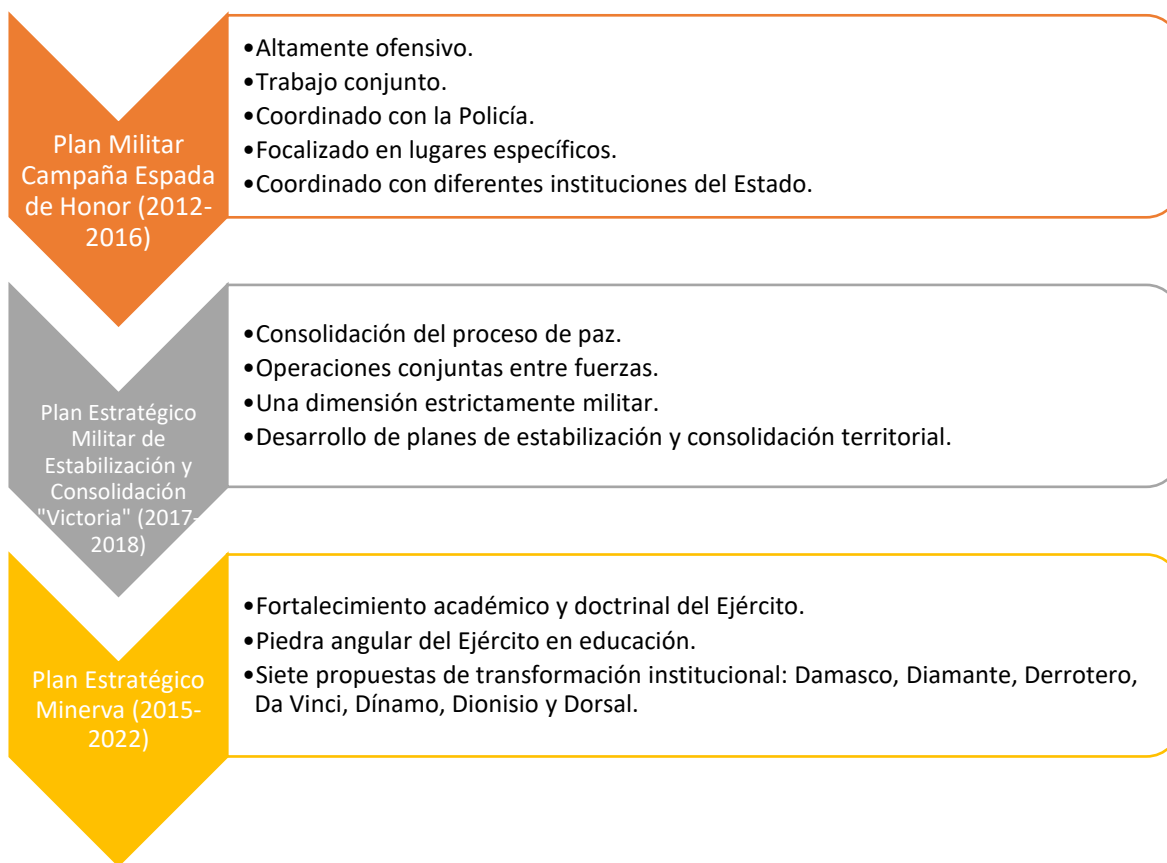 Plan Militar
Campaña Espada
de Honor (2012-
2016)
•Altamente ofensivo.
•Trabajo conjunto.
•Coordinado con la Policía.
•Focalizado en lugares específicos.
•Coordinado con diferentes instituciones del Estado.
Plan Estratégico
Militar de
Estabilización y
Consolidación
"Victoria" (2017-
2018)
•Consolidación del proceso de paz.
•Operaciones conjuntas entre fuerzas.
•Una dimensión estrictamente militar.
•Desarrollo de planes de estabilización y consolidación territorial.
Plan Estratégico
Minerva (2015-
2022)
•Fortalecimiento académico y doctrinal del Ejército.
•Piedra angular del Ejército en educación.
•Siete propuestas de transformación institucional: Damasco, Diamante, Derrotero,
Da Vinci, Dínamo, Dionisio y Dorsal.